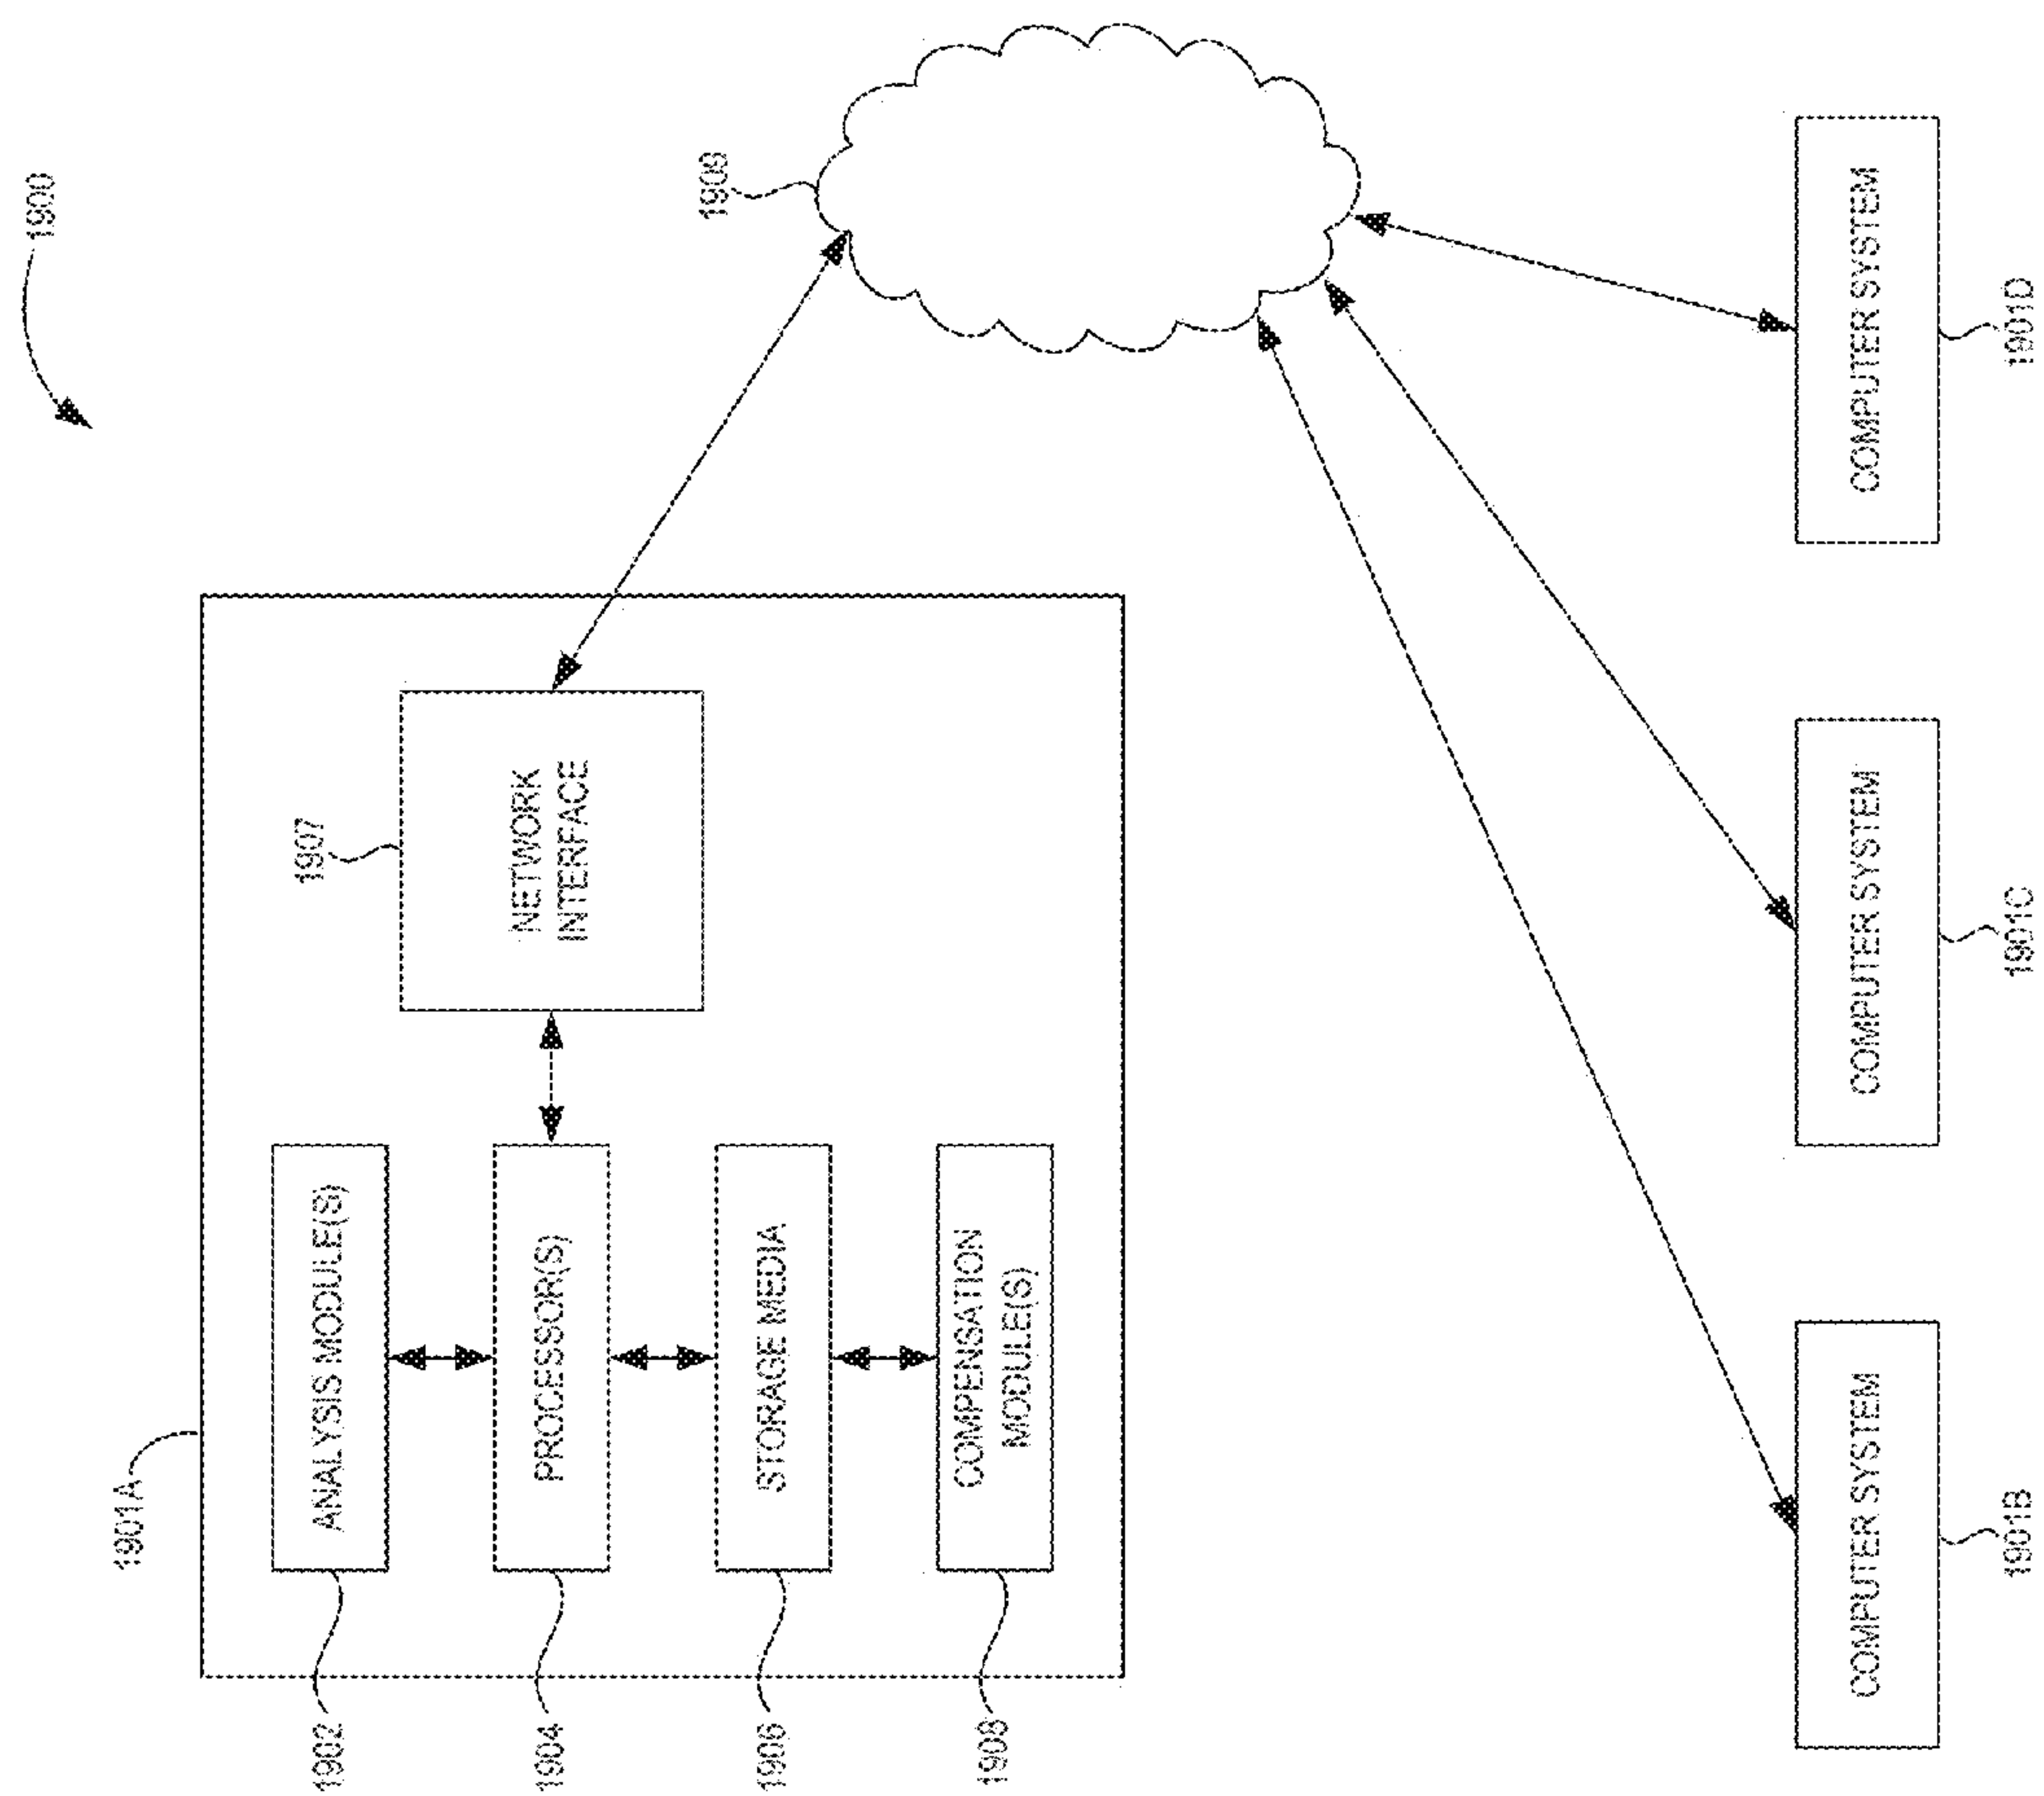 1900
1901A
1907
1902
ANALYSIS MODULE(S)
NETWORK
INTERFACE
1904
PROCESSOR(S)
1909
1906
STORAGE MEDIA
1908
COMPENSATION
MODULE(S)
COMPUTER SYSTEM
COMPUTER SYSTEM
COMPUTER SYSTEM
1901B
1901C
1901D